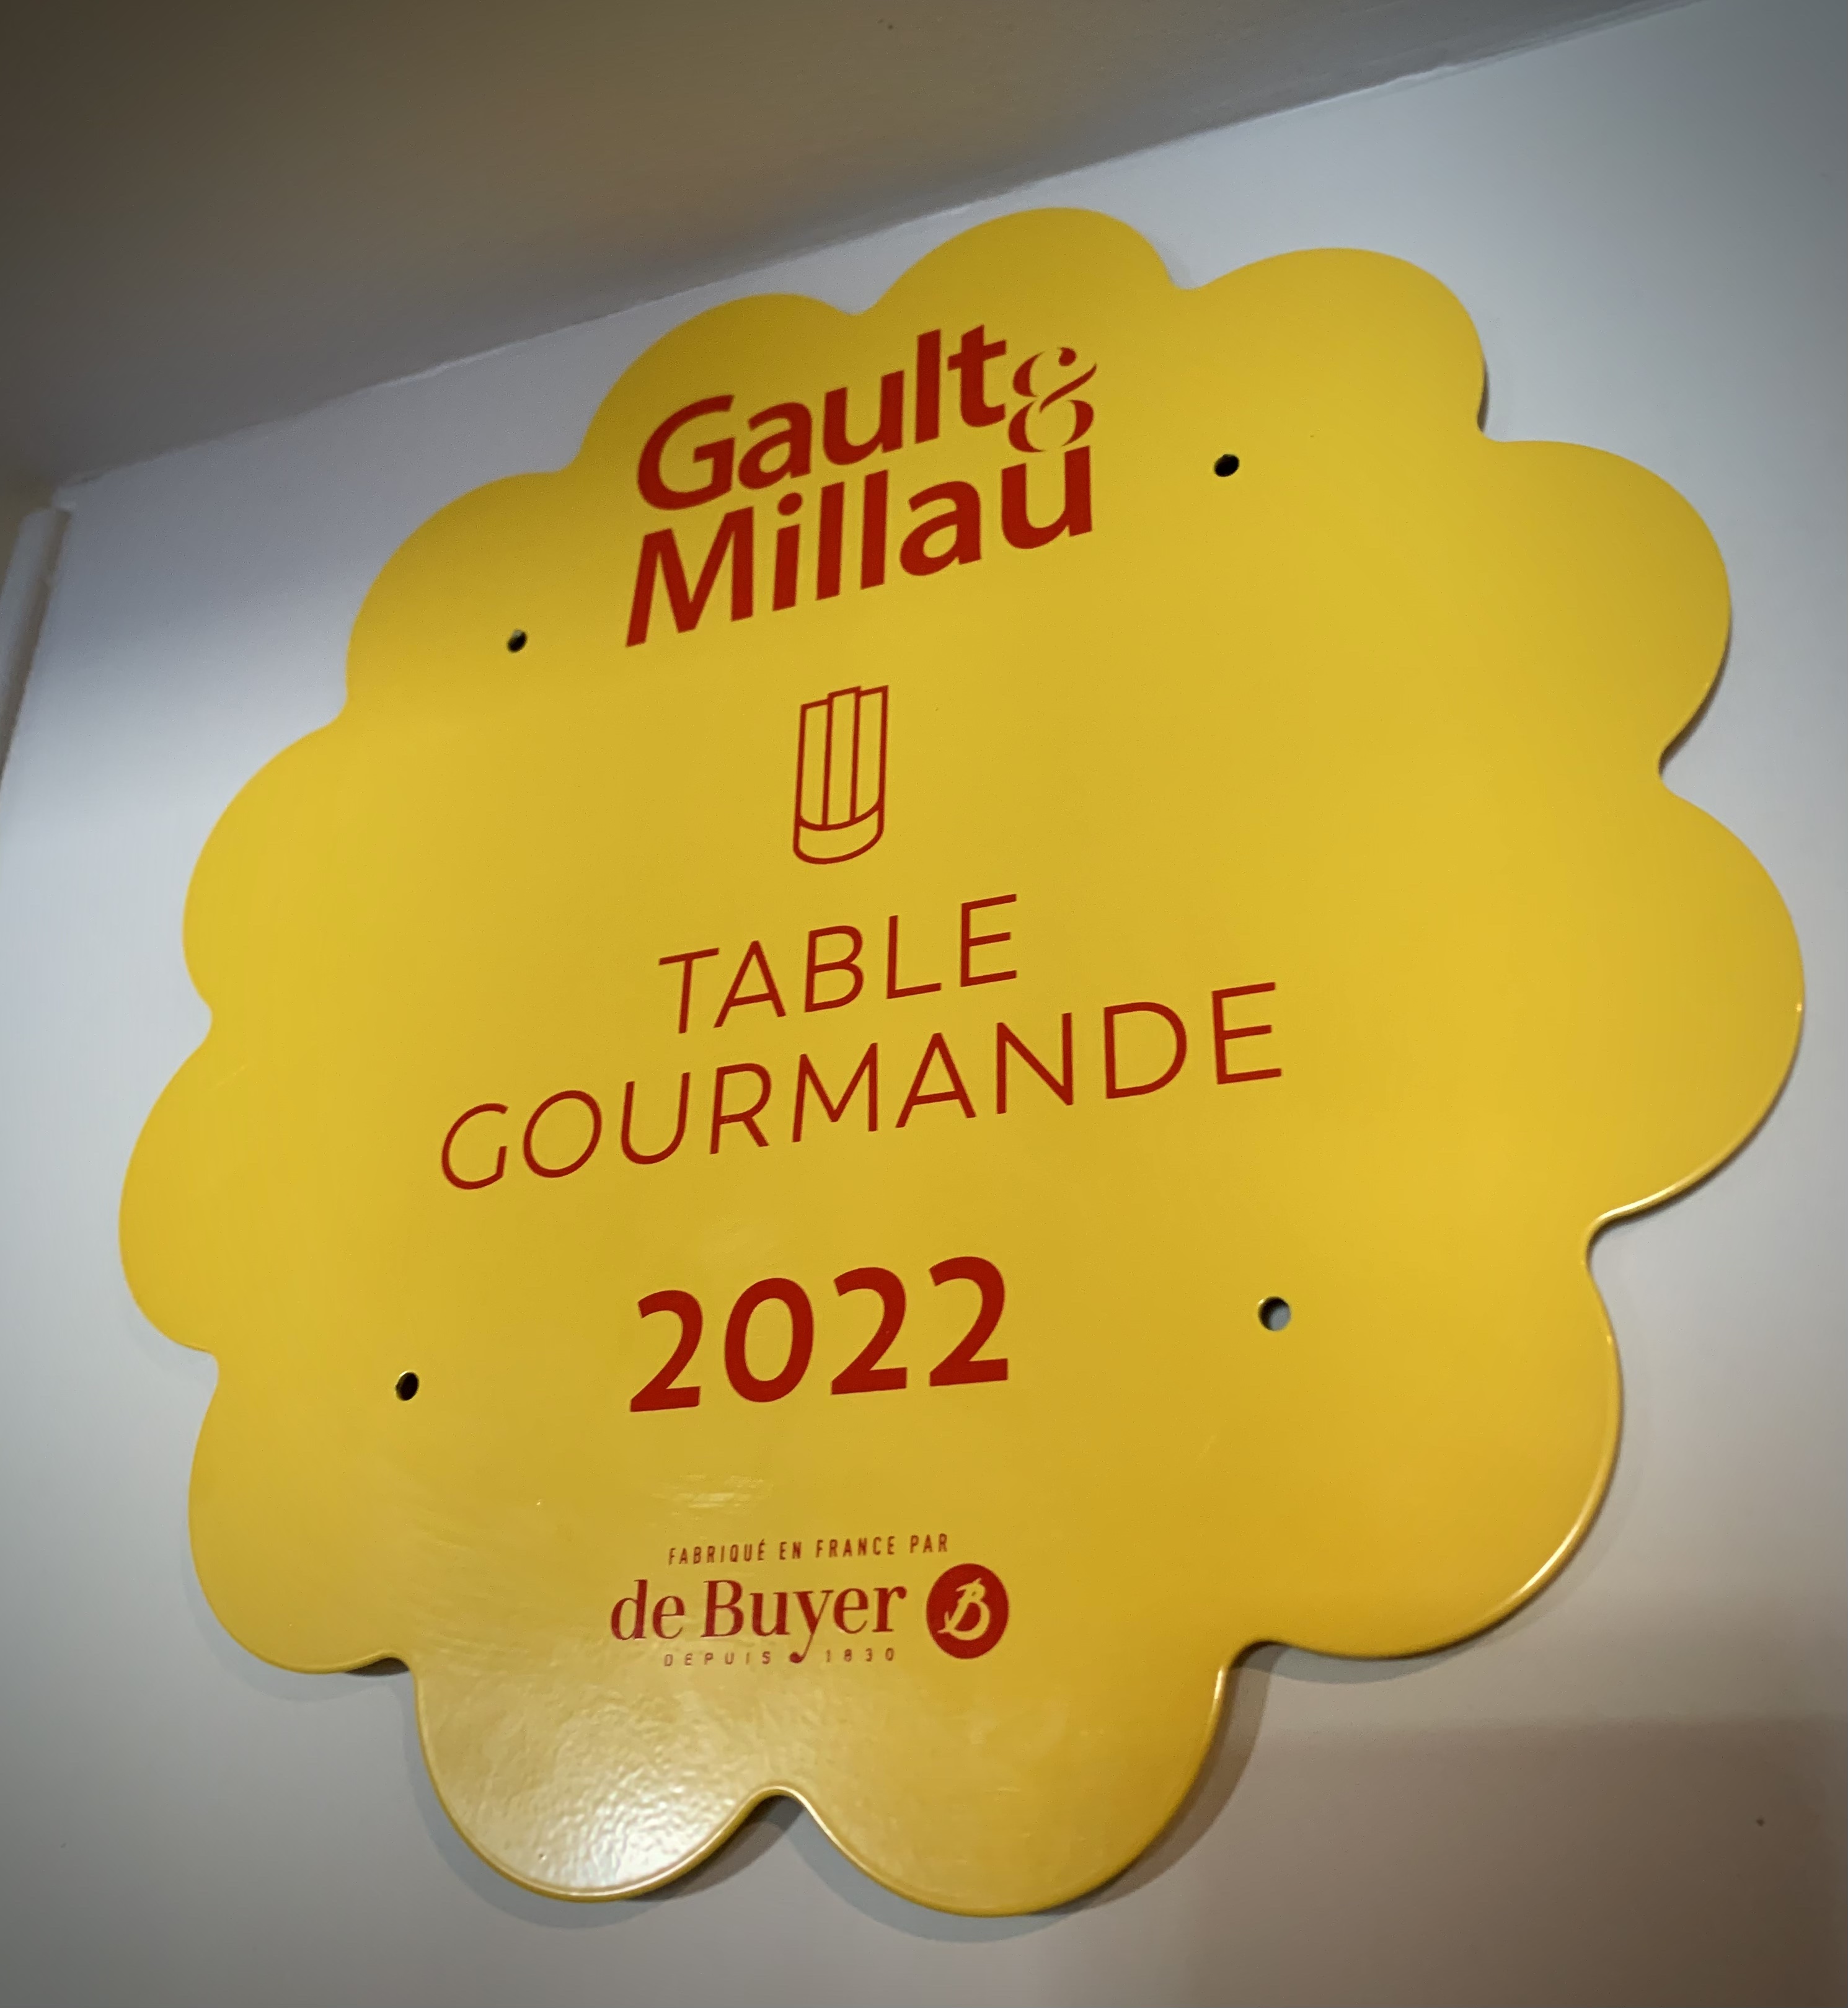 Gault&
Millau
TABLE
GOURMANDE
2022
FABRIQUÉ EN FRANCE PAR
de Buyer B
DEPUIS 1830